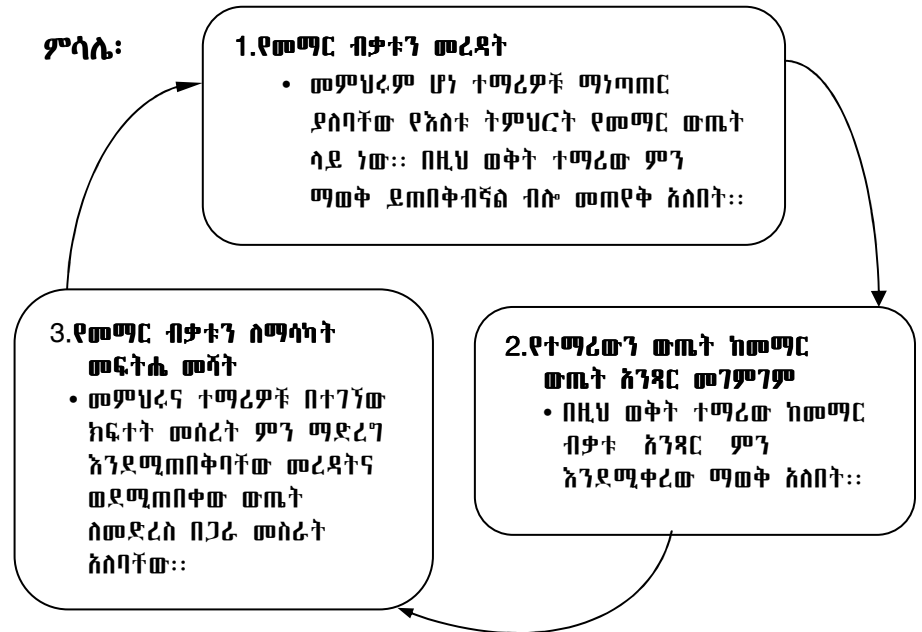 ምሳሌ፡
1.የመማር ብቃቱን መረዳት
• መምህሩም ሆነ ተማሪዎቹ ማነጣጠር
ያለባቸው የእለቱ ትምህርት የመማር ውጤት
ላይ ነው፡፡ በዚህ ወቅት ተማሪው ምን
ማወቅ ይጠበቅብኛል ብሎ መጠየቅ አለበት፡፡
2.የተማሪውን ውጤት ከመማር
ውጤት አንጻር መገምገም
• በዚህ ወቅት ተማሪው ከመማር
ብቃቱ አንጻር ምን
እንደሚቀረው ማወቅ አለበት፡፡
3.የመማር ብቃቱን ለማሳካት
መፍትሔ መሻት
• መምህሩና ተማሪዎቹ በተገኘው
ክፍተት መሰረት ምን ማድረግ
እንደሚጠበቅባቸው መረዳትና
ወደሚጠበቀው ውጤት
ለመድረስ በጋራ መስራት
አለባቸው፡፡